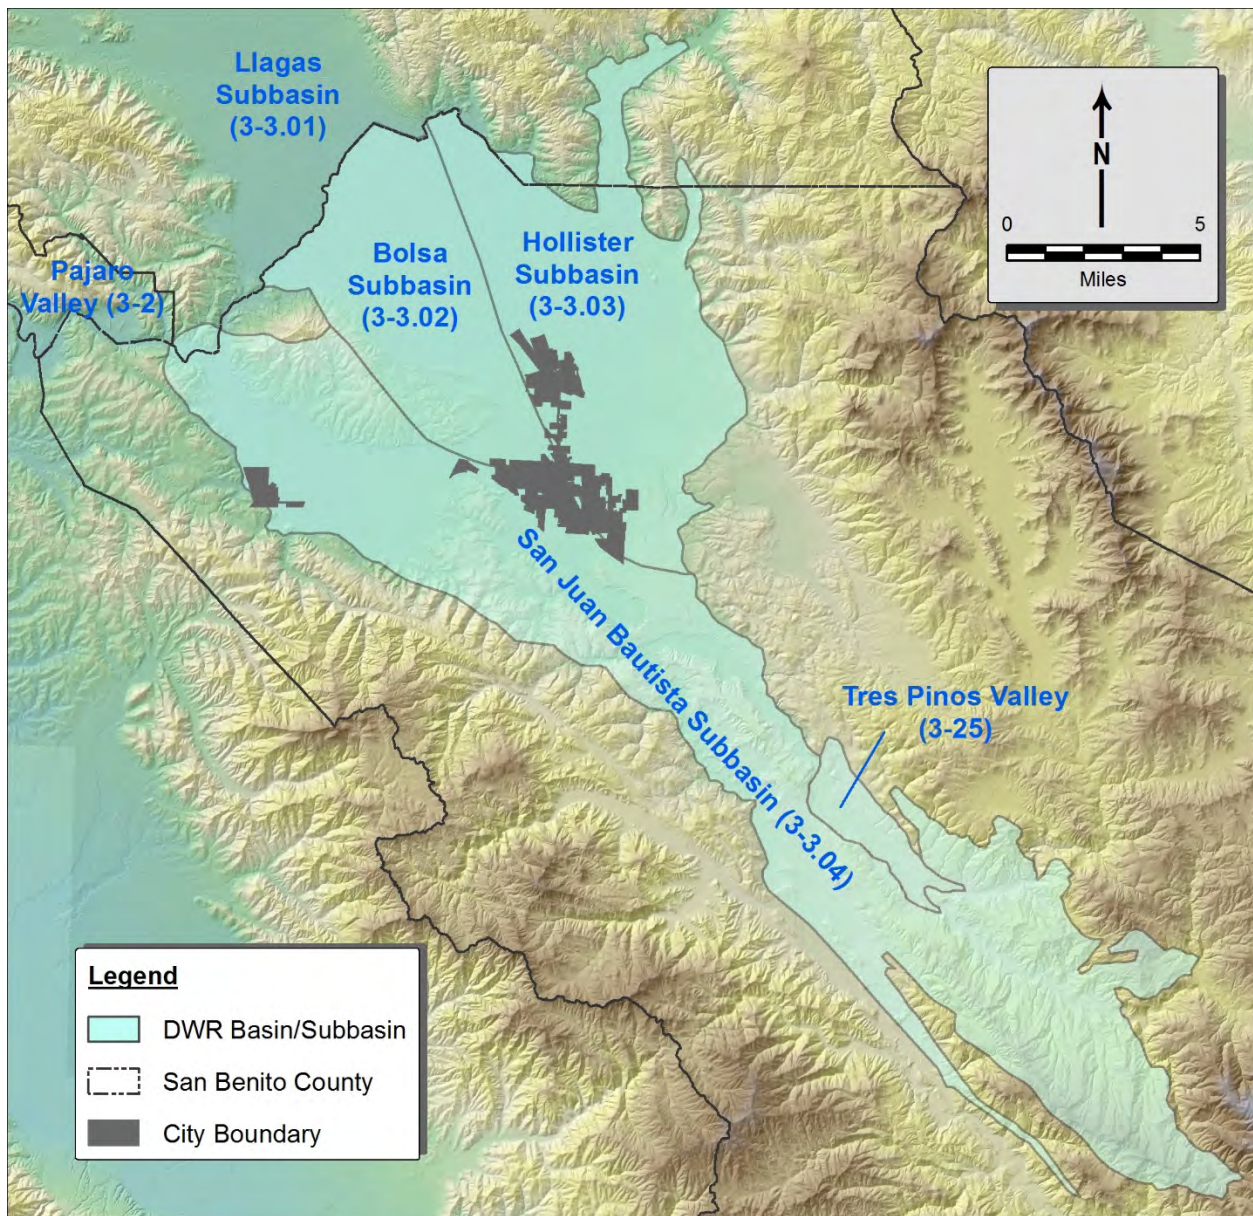 Llagas
Subbasin
(3-3.01)
N
0 5
Miles
Bolsa
Subbasin
(3-3.02)
Hollister
Subbasin
(3-3.03)
Pajaro
Valley (3-2)
San Juan Bautista Subbasin (3-3.04)
Tres Pinos Valley
(3-25)
Legend
DWR Basin/Subbasin
San Benito County
City Boundary